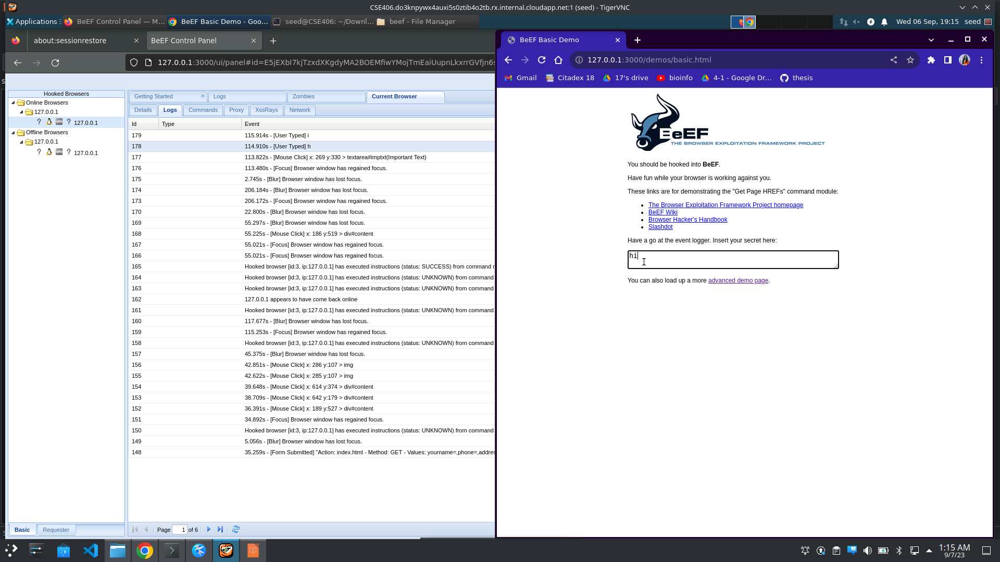 CSE406.do3knpywx4auxi5s0ztib4o2tb.rx.internal.cloudapp.net:1 (seed) - TigerVNC
Applications
BeEF Control Panel — M...
BeEF Basic Demo - Goo...
seed@CSE406: ~/Downl...
beef - File Manager
Wed 06 Sep, 19:15 seed
about:sessionrestore
BeEF Control Panel
127.0.0.1:3000/ui/panel#id=E5jEXbI7kjTzxdXKgdyMA2BOEMfiwYMojTmEaiUupnLkxrrGVfjn6s
Hooked Browsers
Online Browsers
127.0.0.1
? vm ? 127.0.0.1
Offline Browsers
127.0.0.1
? vm ? 127.0.0.1
Basic
Requester
Getting Started
Logs
Zombies
Current Browser
Details
Logs
Commands
Proxy
XssRays
Network
Id Type Event
179 115.914s - [User Typed] i
178 114.910s - [User Typed] h
177 113.822s - [Mouse Click] x: 269 y:330 > textarea#imptxt(Important Text)
176 113.480s - [Focus] Browser window has regained focus.
175 2.745s - [Blur] Browser window has lost focus.
174 206.184s - [Blur] Browser window has lost focus.
173 206.172s - [Focus] Browser window has regained focus.
170 22.800s - [Blur] Browser window has lost focus.
169 55.297s - [Blur] Browser window has lost focus.
168 55.225s - [Mouse Click] x: 186 y:519 > div#content
167 55.021s - [Focus] Browser window has regained focus.
166 55.021s - [Focus] Browser window has regained focus.
165 Hooked browser [id:3, ip:127.0.0.1] has executed instructions (status: SUCCESS) from command
164 Hooked browser [id:3, ip:127.0.0.1] has executed instructions (status: UNKNOWN) from command
163 Hooked browser [id:3, ip:127.0.0.1] has executed instructions (status: UNKNOWN) from command
162 127.0.0.1 appears to have come back online
161 Hooked browser [id:3, ip:127.0.0.1] has executed instructions (status: UNKNOWN) from command
160 117.677s - [Blur] Browser window has lost focus.
159 115.253s - [Focus] Browser window has regained focus.
158 Hooked browser [id:3, ip:127.0.0.1] has executed instructions (status: UNKNOWN) from command
157 45.375s - [Blur] Browser window has lost focus.
156 42.851s - [Mouse Click] x: 286 y:107 > img
155 42.622s - [Mouse Click] x: 285 y:107 > img
154 39.648s - [Mouse Click] x: 614 y:374 > div#content
153 38.709s - [Mouse Click] x: 642 y:179 > div#content
152 36.391s - [Mouse Click] x: 189 y:527 > div#content
151 34.892s - [Focus] Browser window has regained focus.
150 Hooked browser [id:3, ip:127.0.0.1] has executed instructions (status: UNKNOWN) from command
149 5.056s - [Blur] Browser window has lost focus.
148 35.259s - [Form Submitted] "Action: index.html - Method: GET - Values: yourname=,phone=,addres
Page 1 of 6
BeEF Basic Demo
127.0.0.1:3000/demos/basic.html
Gmail
Citadex 18
17's drive
bioinfo
4-1 - Google Dr...
thesis
BeEF
THE BROWSER EXPLOITATION FRAMEWORK PROJECT
You should be hooked into BeEF.
Have fun while your browser is working against you.
These links are for demonstrating the "Get Page HREFs" command module:
The Browser Exploitation Framework Project homepage
BeEF Wiki
Browser Hacker's Handbook
Slashdot
Have a go at the event logger. Insert your secret here:
hi
You can also load up a more advanced demo page.
1:15 AM
9/7/23